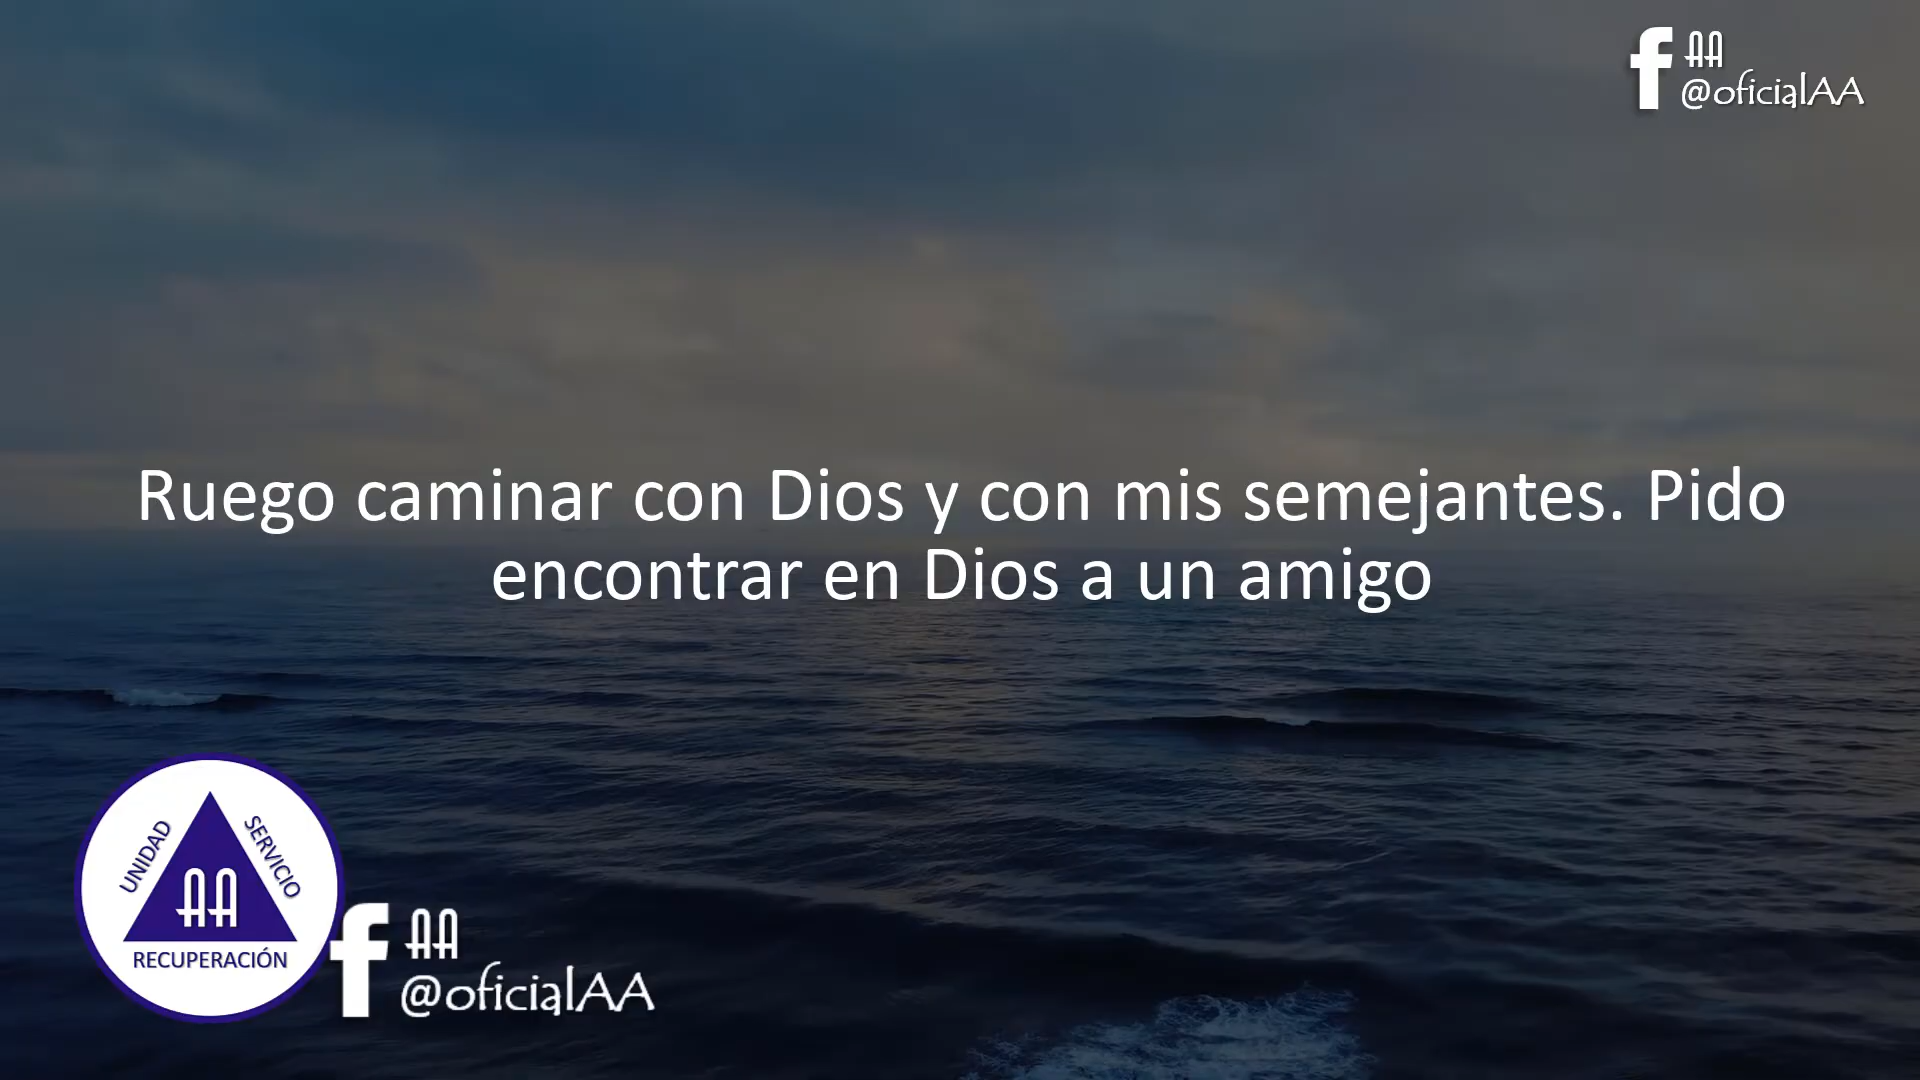 AA
@oficialAA
Ruego caminar con Dios y con mis semejantes. Pido
encontrar en Dios a un amigo
UNIDAD
SERVICIO
AA
RECUPERACIÓN
AA
@oficialAA